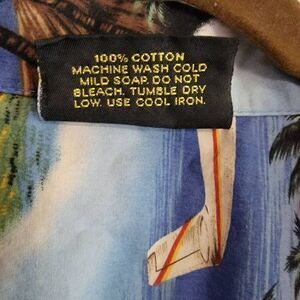 100% COTTON
MACHINE WASH COLD
MILD SOAP. DO NOT
BLEACH. TUMBLE DRY
LOW. USE COOL IRON.